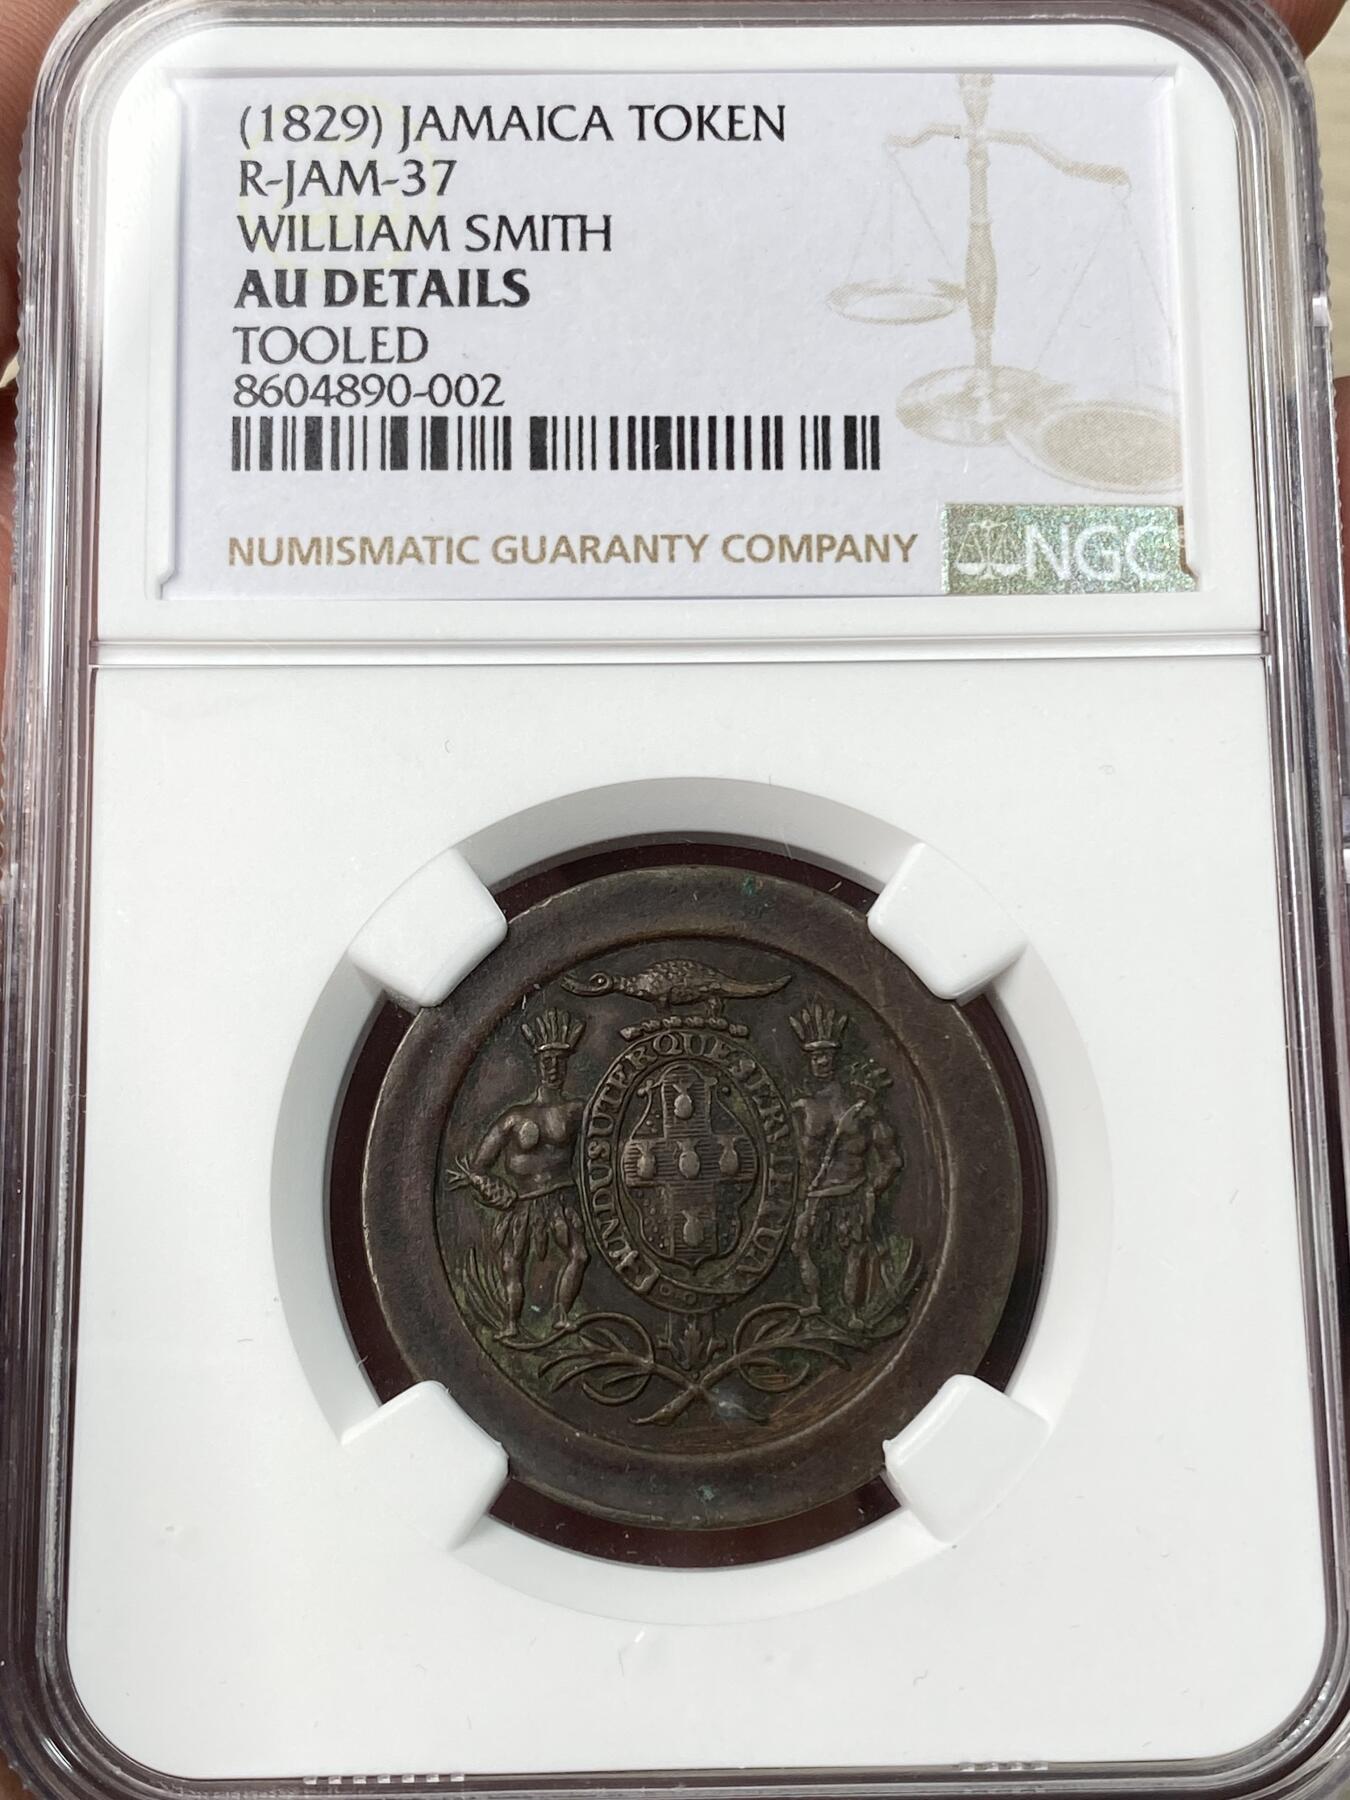 (1829) JAMAICA TOKEN
R-JAM-37
WILLIAM SMITH
AU DETAILS
TOOLED
8604890-002
NUMISMATIC GUARANTY COMPANY
NGC
INDUS UTERQUE SERVIET UNI